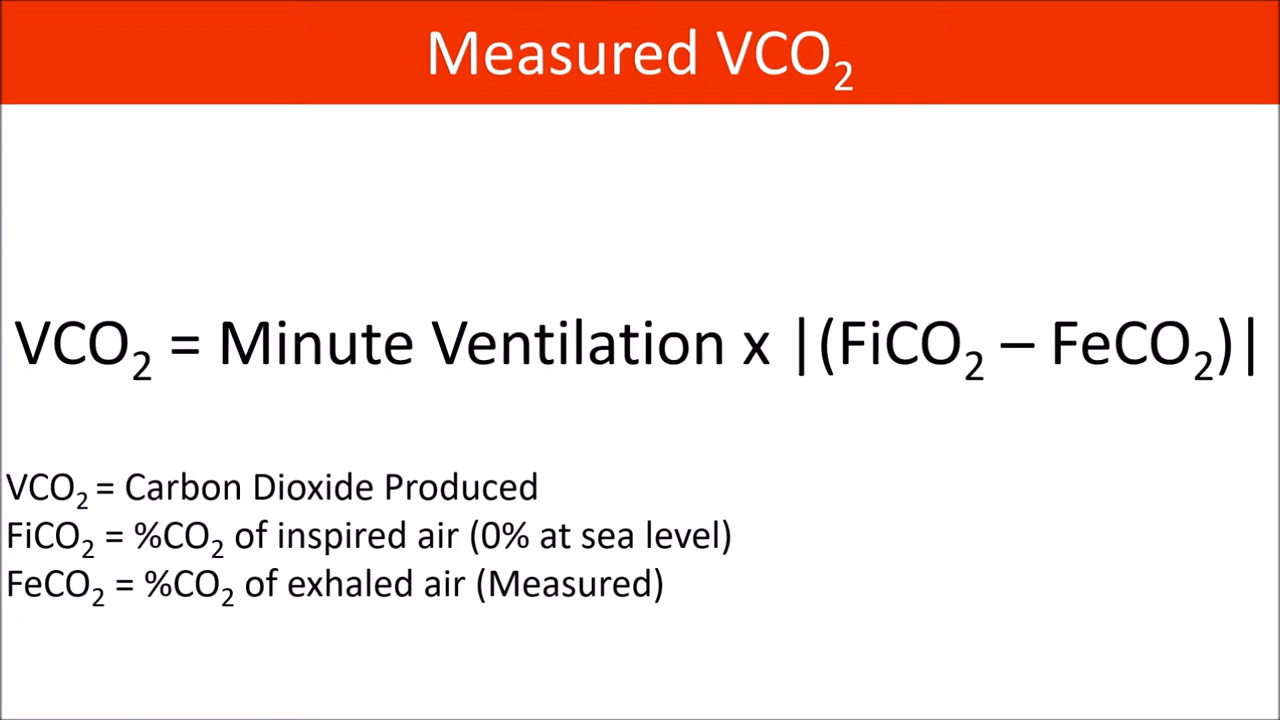 Measured VCO₂
VCO₂ = Minute Ventilation x |(FiCO₂ – FeCO₂)|
VCO₂ = Carbon Dioxide Produced
FiCO₂ = %CO₂ of inspired air (0% at sea level)
FeCO₂ = %CO₂ of exhaled air (Measured)